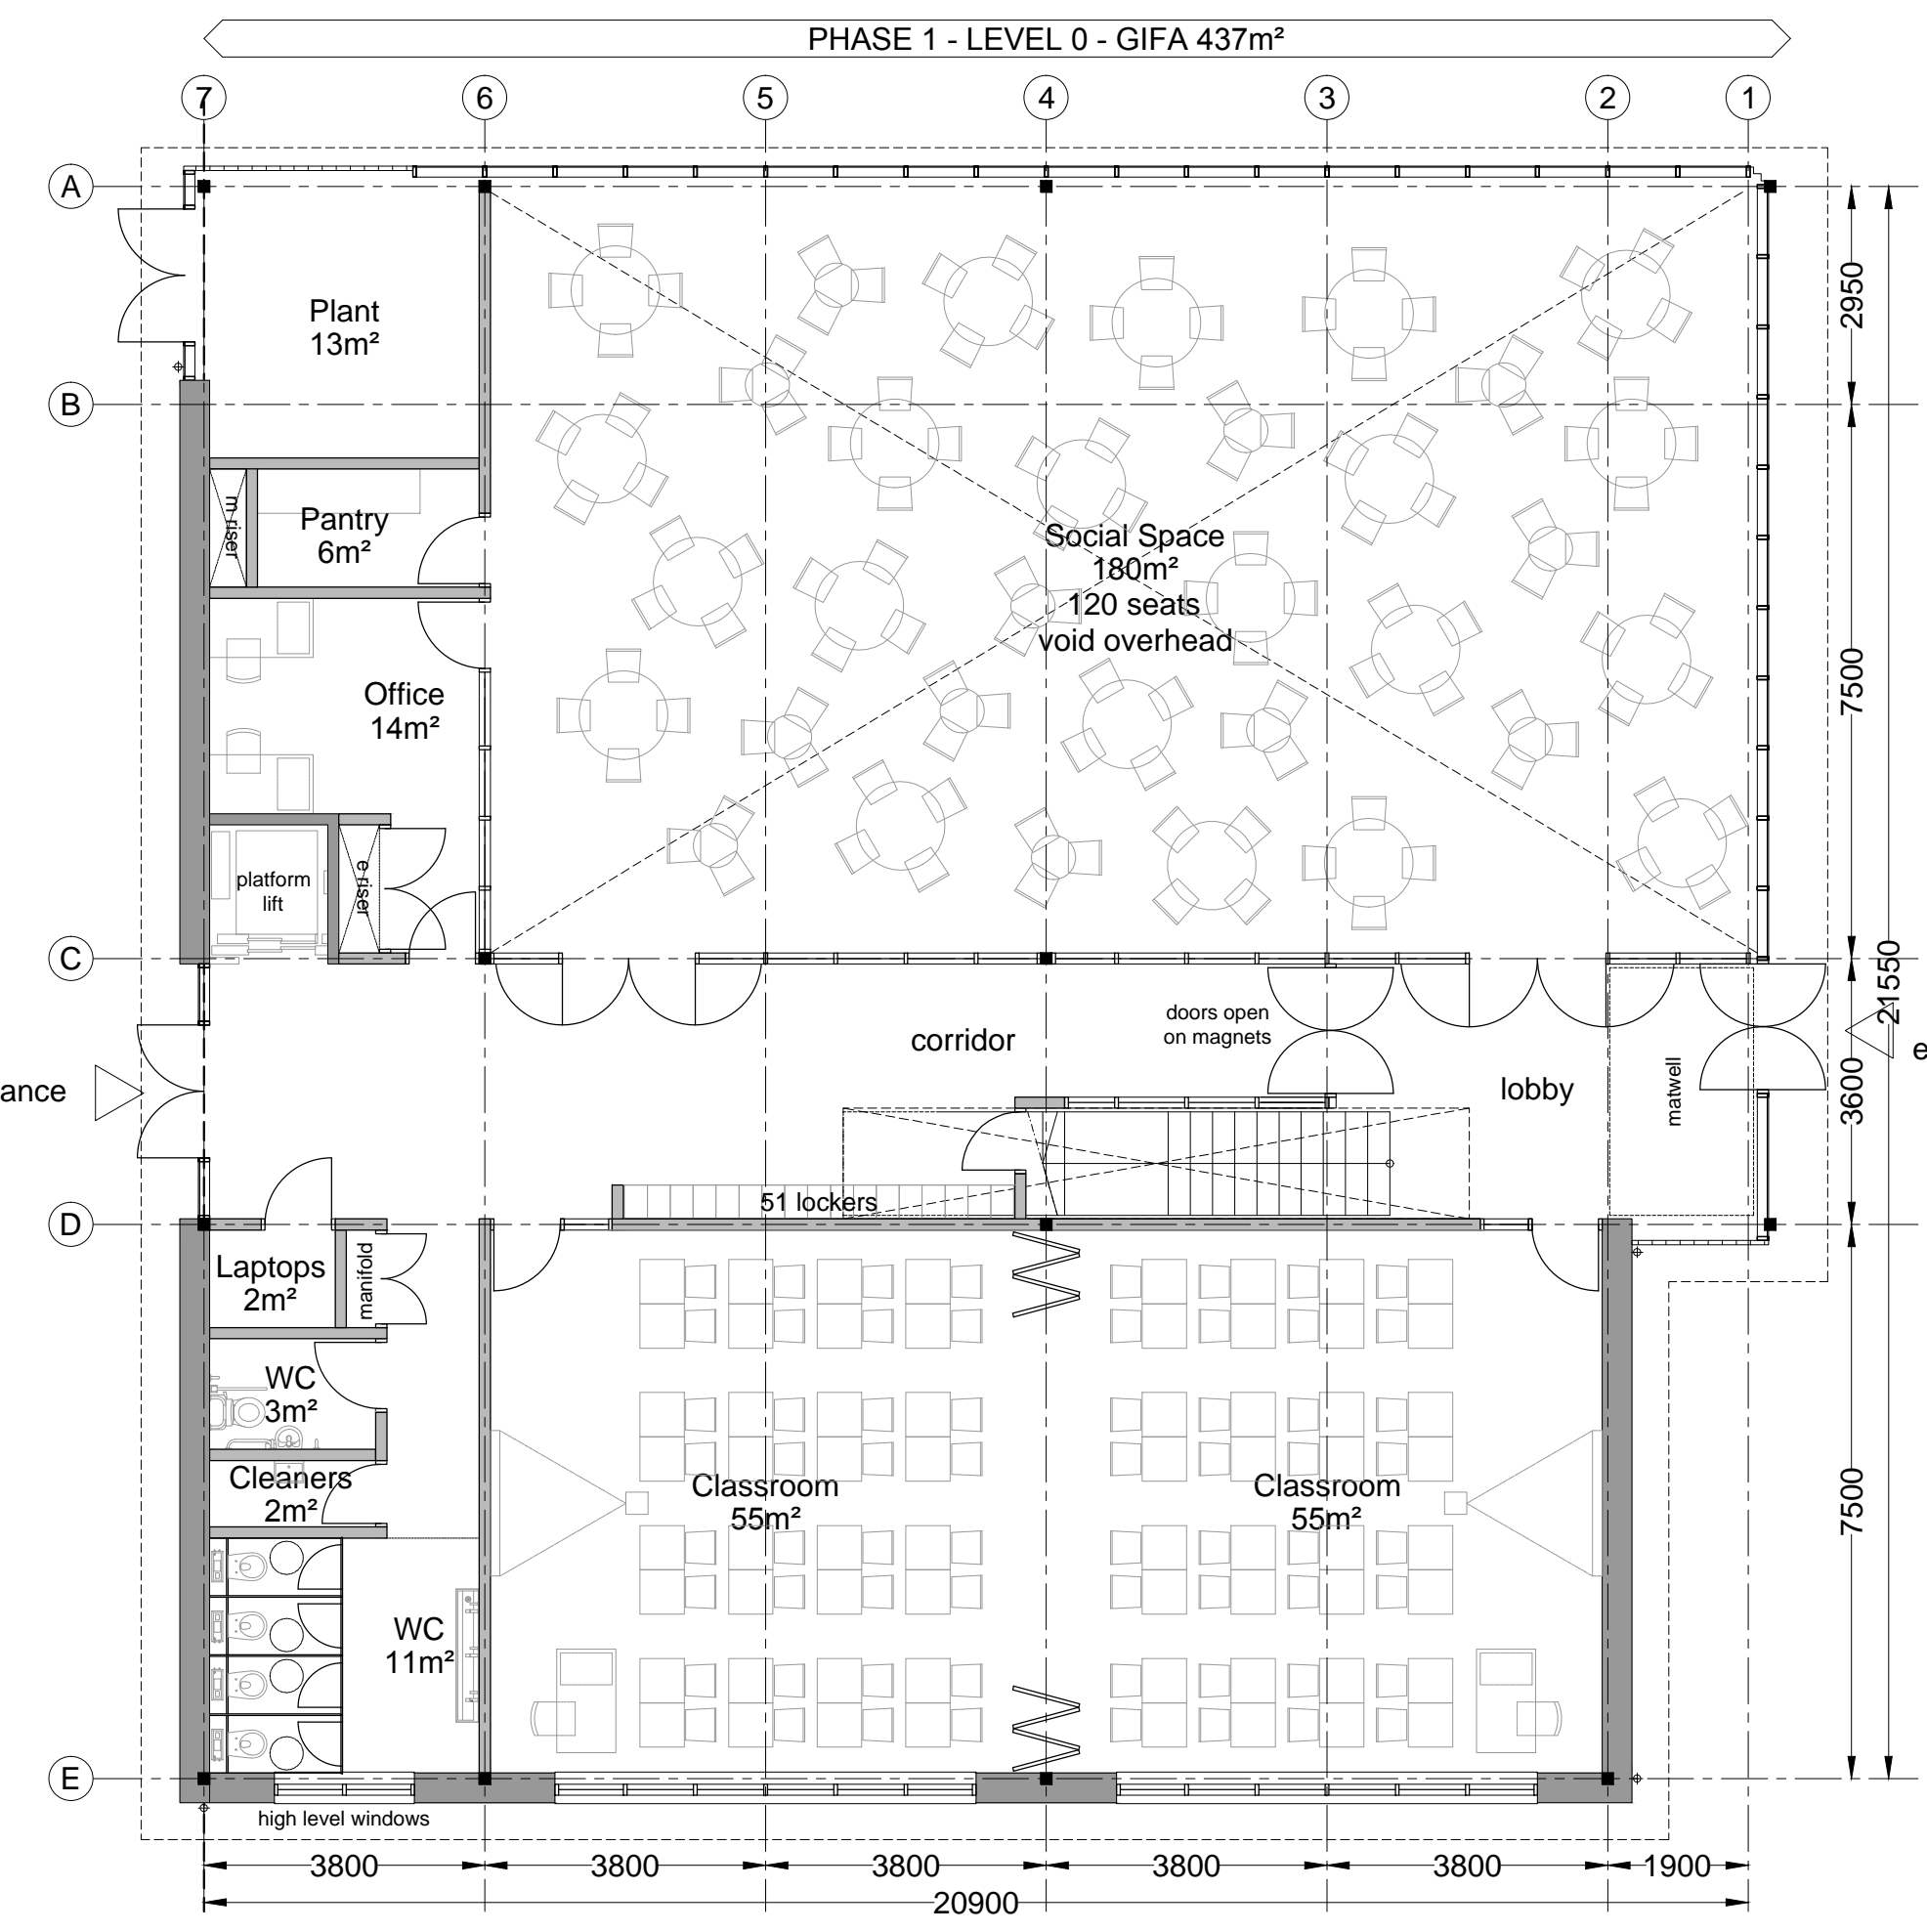 PHASE 1 - LEVEL 0 - GIFA 437m²
7 6 5 4 3 2 1
A
B
C
D
E
Plant
13m²
Pantry
6m²
m riser
Social Space
180m²
120 seats
void overhead
Office
14m²
platform
lift
e riser
2950
7500
3600
7500
21550
corridor
doors open
on magnets
lobby
matwell
ance
e
51 lockers
Laptops
2m²
manifold
WC
3m²
Cleaners
2m²
WC
11m²
Classroom
55m²
Classroom
55m²
high level windows
3800 3800 3800 3800 3800 1900
20900